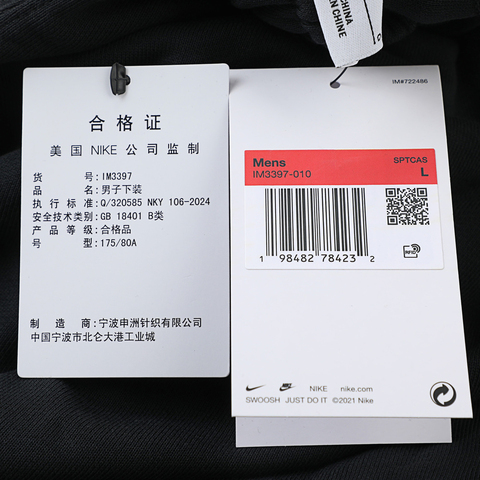 CHINA
EN CHINE
合格证
美国 NIKE 公司监制
货 号:IM3397
品 名:男子下装
执行标准:Q/320585 NKY 106-2024
安全技术类别:GB 18401 B类
产品等级:合格品
号 型:175/80A
制造商:宁波申洲针织有限公司
中国宁波市北仑大港工业城
IM#722486
Mens SPTCAS
IM3397-010 L
RFID
1 98482 78423 2
NIKE nike.com
SWOOSH JUST DO IT ©2021 Nike